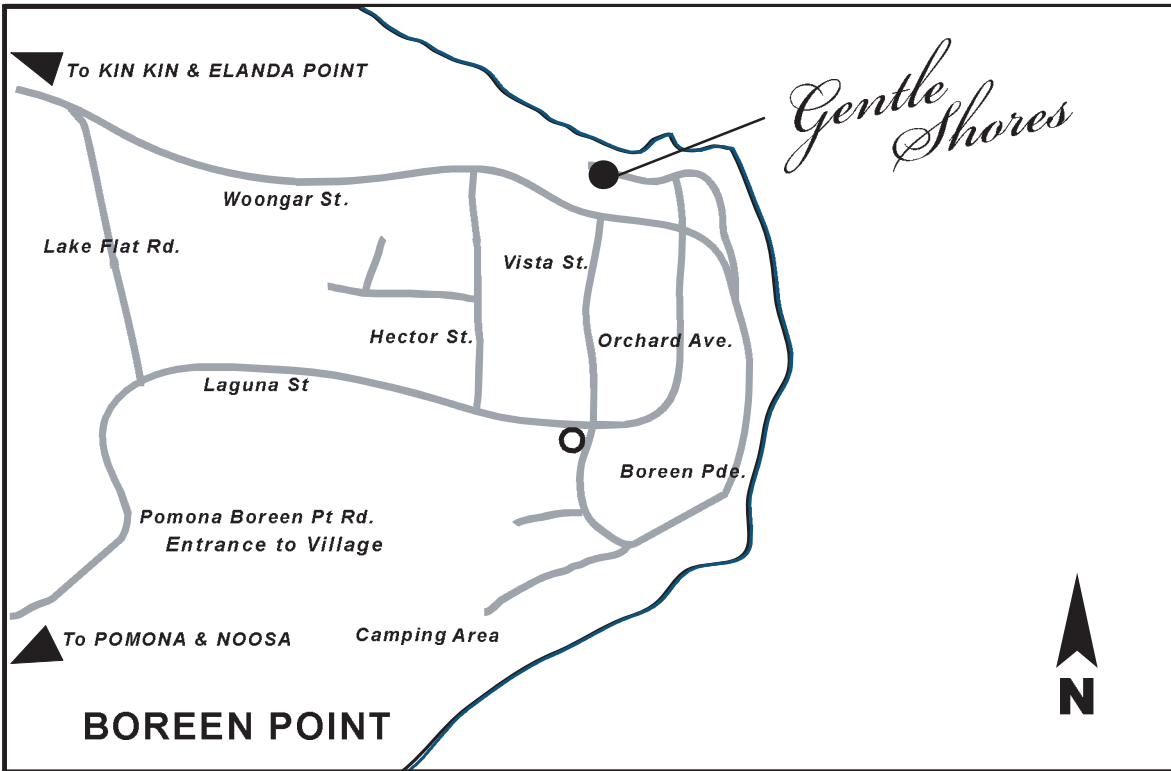 To KIN KIN & ELANDA POINT
Gentle
Shores
Woongar St.
Lake Flat Rd.
Vista St.
Hector St.
Orchard Ave.
Laguna St
Boreen Pde.
Pomona Boreen Pt Rd.
Entrance to Village
To POMONA & NOOSA
Camping Area
N
BOREEN POINT